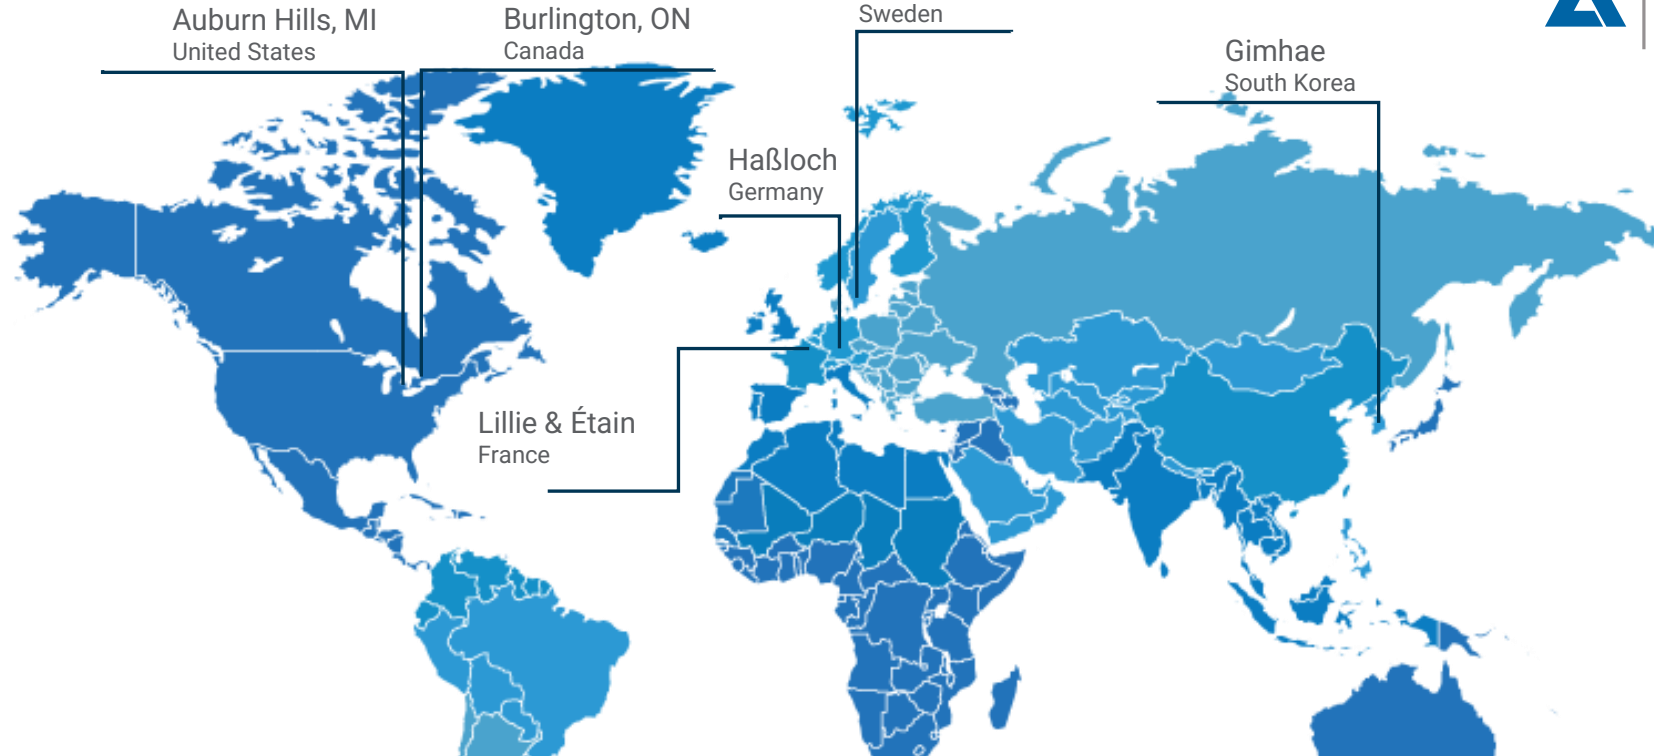 Auburn Hills, MI
United States
Burlington, ON
Canada
Sweden
Gimhae
South Korea
Haßloch
Germany
Lillie & Étain
France